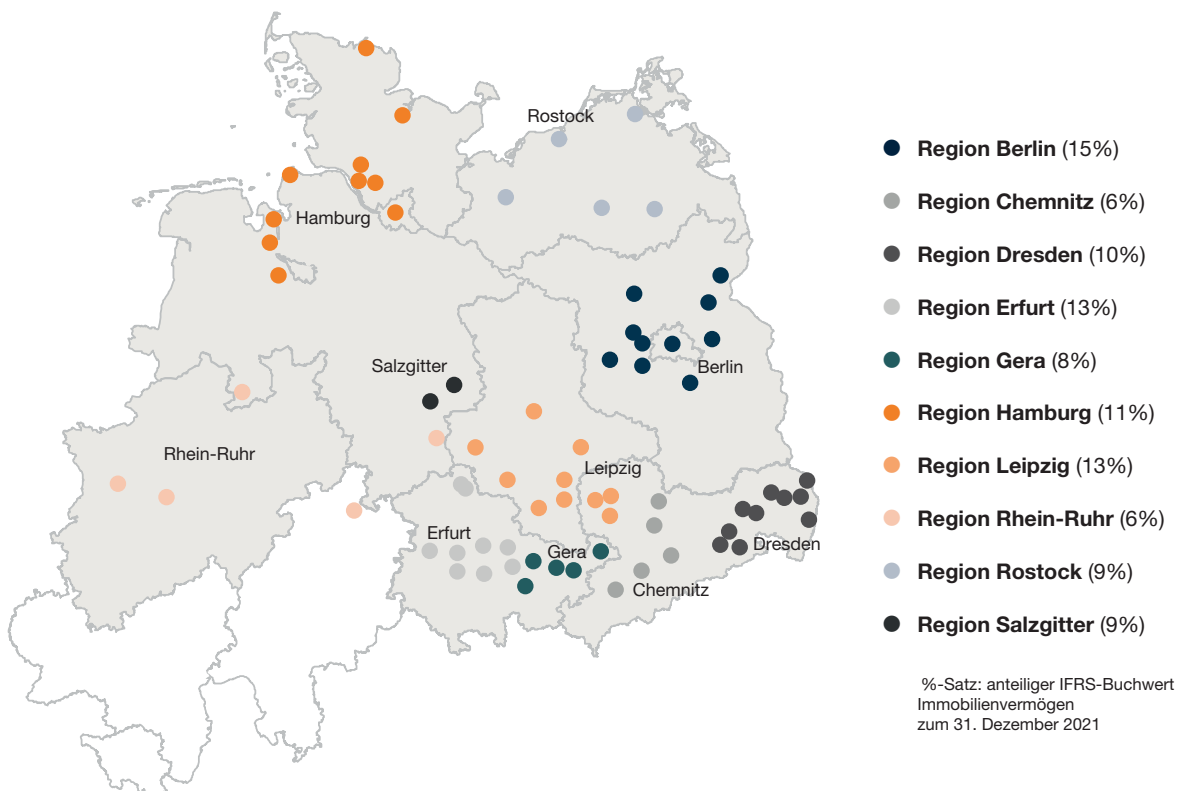 Rostock
Hamburg
Salzgitter
Berlin
Rhein-Ruhr
Leipzig
Erfurt
Gera
Dresden
Chemnitz
Region Berlin (15%)
Region Chemnitz (6%)
Region Dresden (10%)
Region Erfurt (13%)
Region Gera (8%)
Region Hamburg (11%)
Region Leipzig (13%)
Region Rhein-Ruhr (6%)
Region Rostock (9%)
Region Salzgitter (9%)
%-Satz: anteiliger IFRS-Buchwert
Immobilienvermögen
zum 31. Dezember 2021